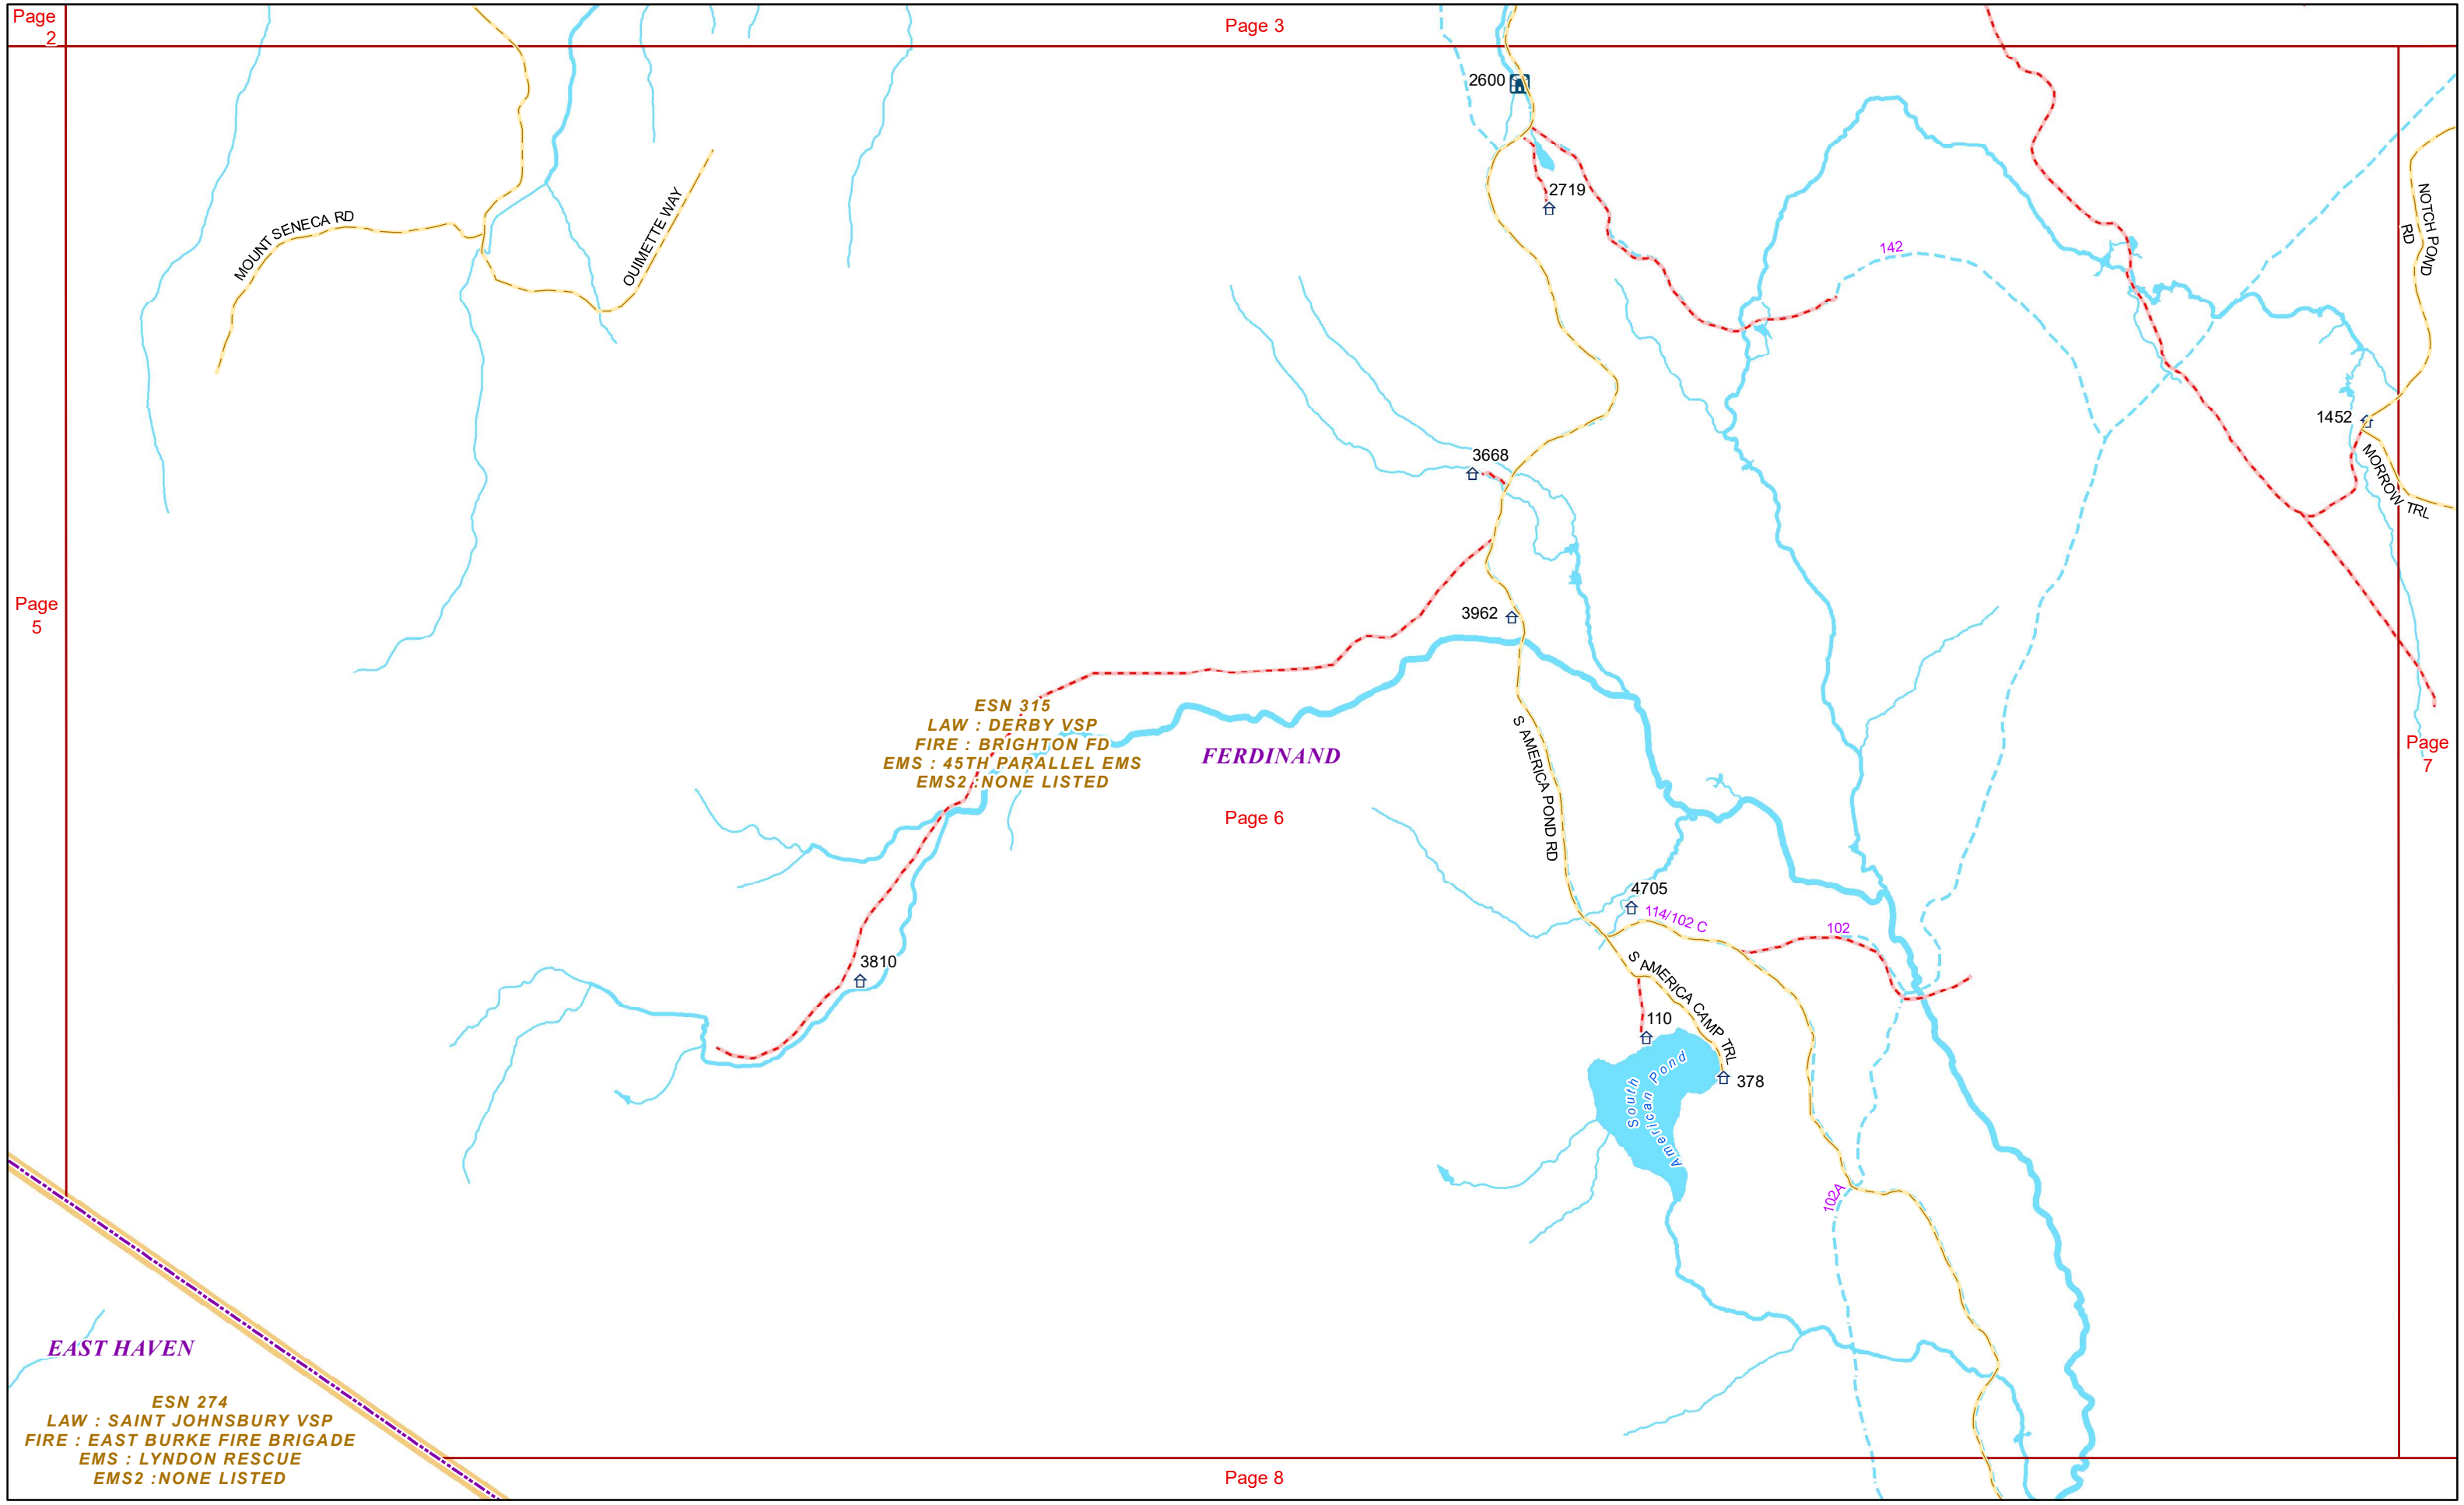 Page
2
Page 3
2600
2719
MOUNT SENECA RD
OUIMETTE WAY
142
NOTCH POND
RD
1452
MORROW TRL
3668
Page
5
3962
ESN 315
LAW : DERBY VSP
FIRE : BRIGHTON FD
EMS : 45TH PARALLEL EMS
EMS2 :NONE LISTED
FERDINAND
S AMERICA POND RD
Page
7
Page 6
4705
114/102 C
102
3810
S AMERICA CAMP TRL
110
378
South
American Pond
102A
EAST HAVEN
ESN 274
LAW : SAINT JOHNSBURY VSP
FIRE : EAST BURKE FIRE BRIGADE
EMS : LYNDON RESCUE
EMS2 :NONE LISTED
Page 8